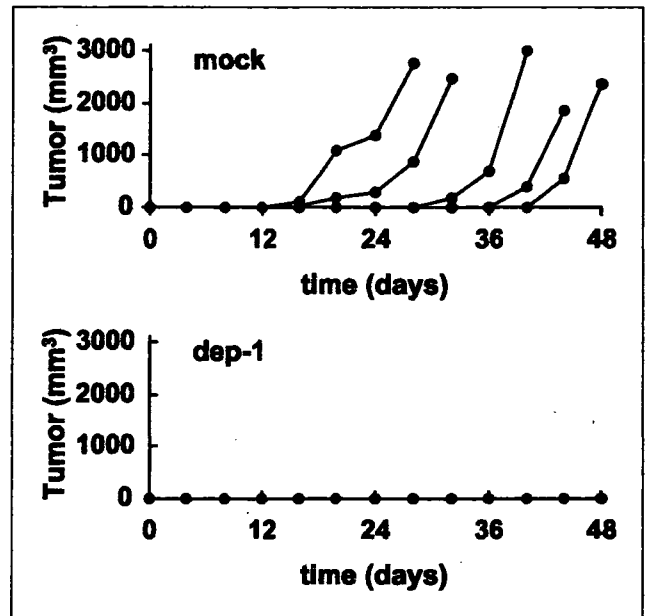 mock
Tumor (mm³)
3000
2000
1000
0
0 12 24 36 48
time (days)
dep-1
Tumor (mm³)
3000
2000
1000
0
0 12 24 36 48
time (days)